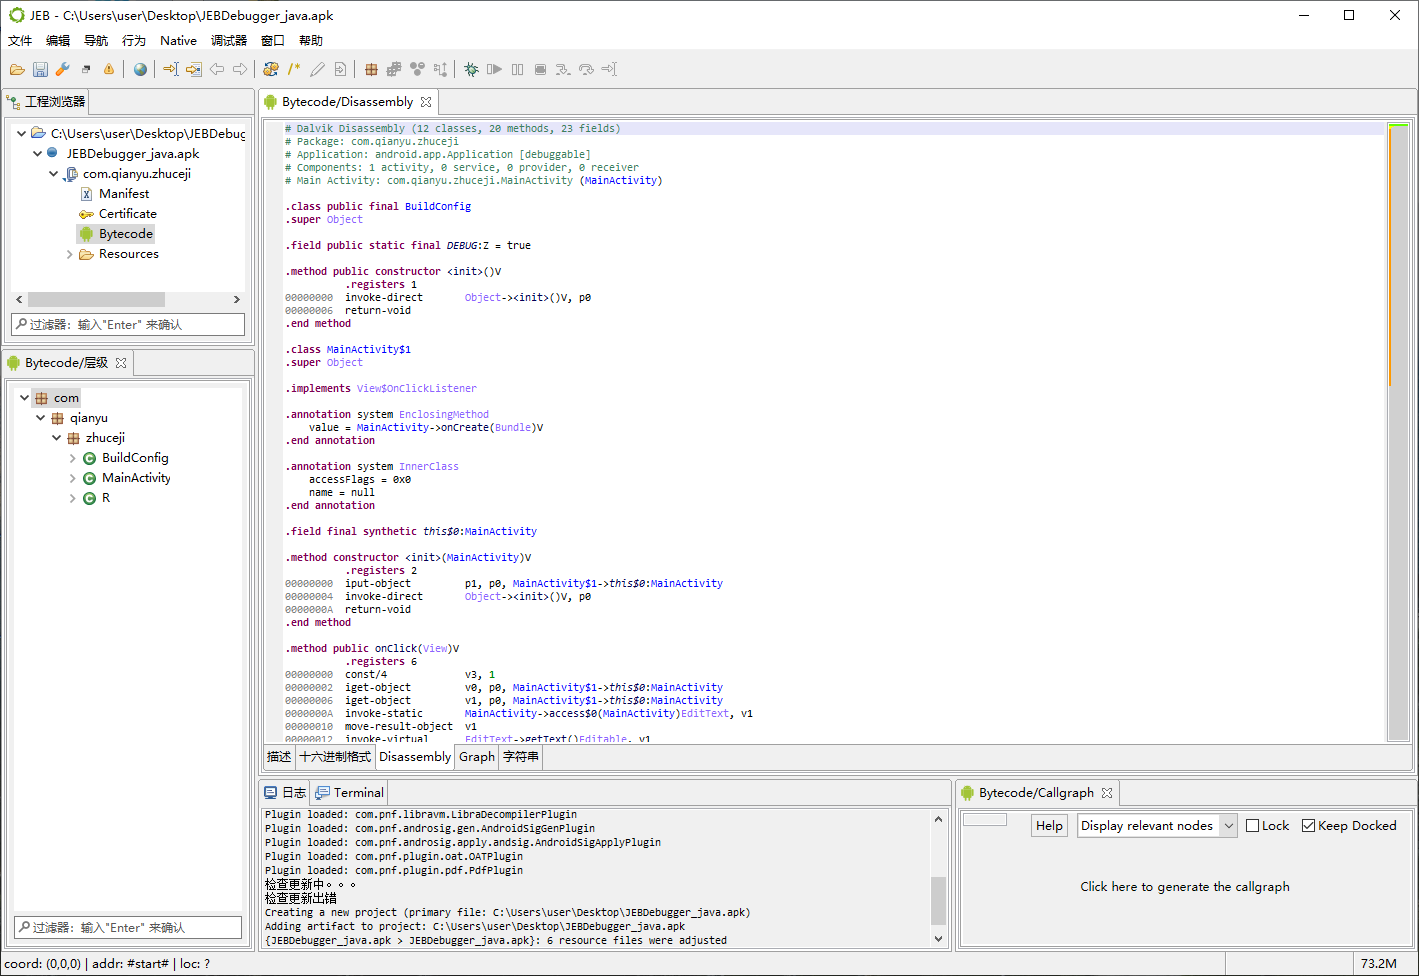 JEB - C:\Users\user\Desktop\JEBDebugger_java.apk
文件 编辑 导航 行为 Native 调试器 窗口 帮助
工程浏览器
C:\Users\user\Desktop\JEBDebug
JEBDebugger_java.apk
com.qianyu.zhuceji
Manifest
Certificate
Bytecode
Resources
过滤器: 输入"Enter" 来确认
Bytecode/层级
com
qianyu
zhuceji
BuildConfig
MainActivity
R
过滤器: 输入"Enter" 来确认
Bytecode/Disassembly
# Dalvik Disassembly (12 classes, 20 methods, 23 fields)
# Package: com.qianyu.zhuceji
# Application: android.app.Application [debuggable]
# Components: 1 activity, 0 service, 0 provider, 0 receiver
# Main Activity: com.qianyu.zhuceji.MainActivity (MainActivity)
.class public final BuildConfig
.super Object
.field public static final DEBUG:Z = true
.method public constructor <init>()V
.registers 1
00000000 invoke-direct Object-><init>()V, p0
00000006 return-void
.end method
.class MainActivity$1
.super Object
.implements View$OnClickListener
.annotation system EnclosingMethod
value = MainActivity->onCreate(Bundle)V
.end annotation
.annotation system InnerClass
accessFlags = 0x0
name = null
.end annotation
.field final synthetic this$0:MainActivity
.method constructor <init>(MainActivity)V
.registers 2
00000000 iput-object p1, p0, MainActivity$1->this$0:MainActivity
00000004 invoke-direct Object-><init>()V, p0
0000000A return-void
.end method
.method public onClick(View)V
.registers 6
00000000 const/4 v3, 1
00000002 iget-object v0, p0, MainActivity$1->this$0:MainActivity
00000006 iget-object v1, p0, MainActivity$1->this$0:MainActivity
0000000A invoke-static MainActivity->access$0(MainActivity)EditText, v1
00000010 move-result-object v1
00000012 invoke-virtual EditText->getText()Editable, v1
描述 十六进制格式 Disassembly Graph 字符串
日志 Terminal
Plugin loaded: com.pnf.libravm.LibraDecompilerPlugin
Plugin loaded: com.pnf.androsig.gen.AndroidSigGenPlugin
Plugin loaded: com.pnf.androsig.apply.andsig.AndroidSigApplyPlugin
Plugin loaded: com.pnf.plugin.oat.OATPlugin
Plugin loaded: com.pnf.plugin.pdf.PdfPlugin
检查更新中。。。
检查更新出错
Creating a new project (primary file: C:\Users\user\Desktop\JEBDebugger_java.apk)
Adding artifact to project: C:\Users\user\Desktop\JEBDebugger_java.apk
{JEBDebugger_java.apk > JEBDebugger_java.apk}: 6 resource files were adjusted
Bytecode/Callgraph
Help Display relevant nodes Lock Keep Docked
Click here to generate the callgraph
coord: (0,0,0) | addr: #start# | loc: ?
73.2M